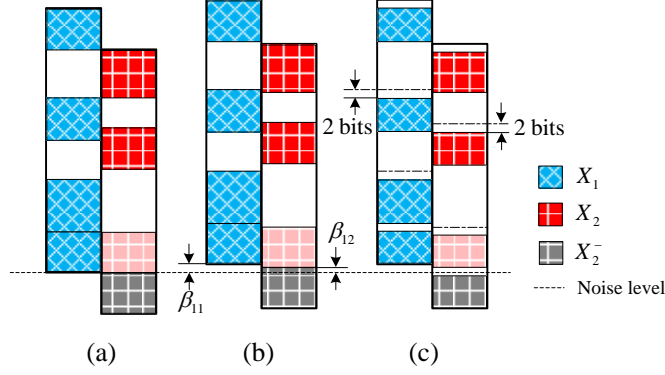 2 bits
2 bits
X₁
X₂
X₂⁻
β₁₂
β₁₁
Noise level
(a)
(b)
(c)